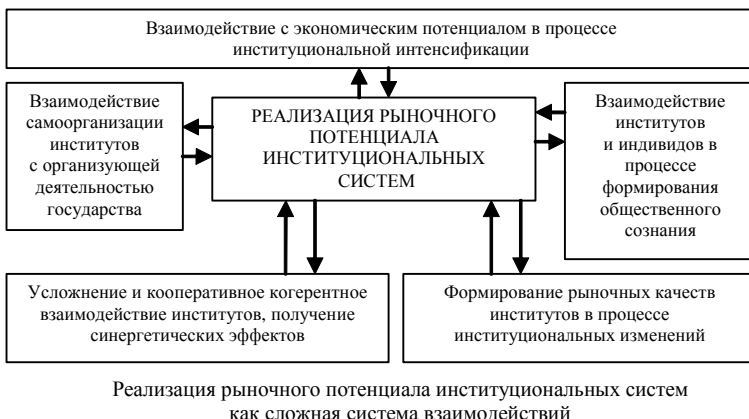 Взаимодействие с экономическим потенциалом в процессе
институциональной интенсификации
Взаимодействие
самоорганизации
институтов
с организующей
деятельностью
государства
РЕАЛИЗАЦИЯ РЫНОЧНОГО
ПОТЕНЦИАЛА
ИНСТИТУЦИОНАЛЬНЫХ
СИСТЕМ
Взаимодействие
институтов
и индивидов в
процессе
формирования
общественного
сознания
Усложнение и кооперативное когерентное
взаимодействие институтов, получение
синергетических эффектов
Формирование рыночных качеств
институтов в процессе
институциональных изменений
Реализация рыночного потенциала институциональных систем
как сложная система взаимодействий